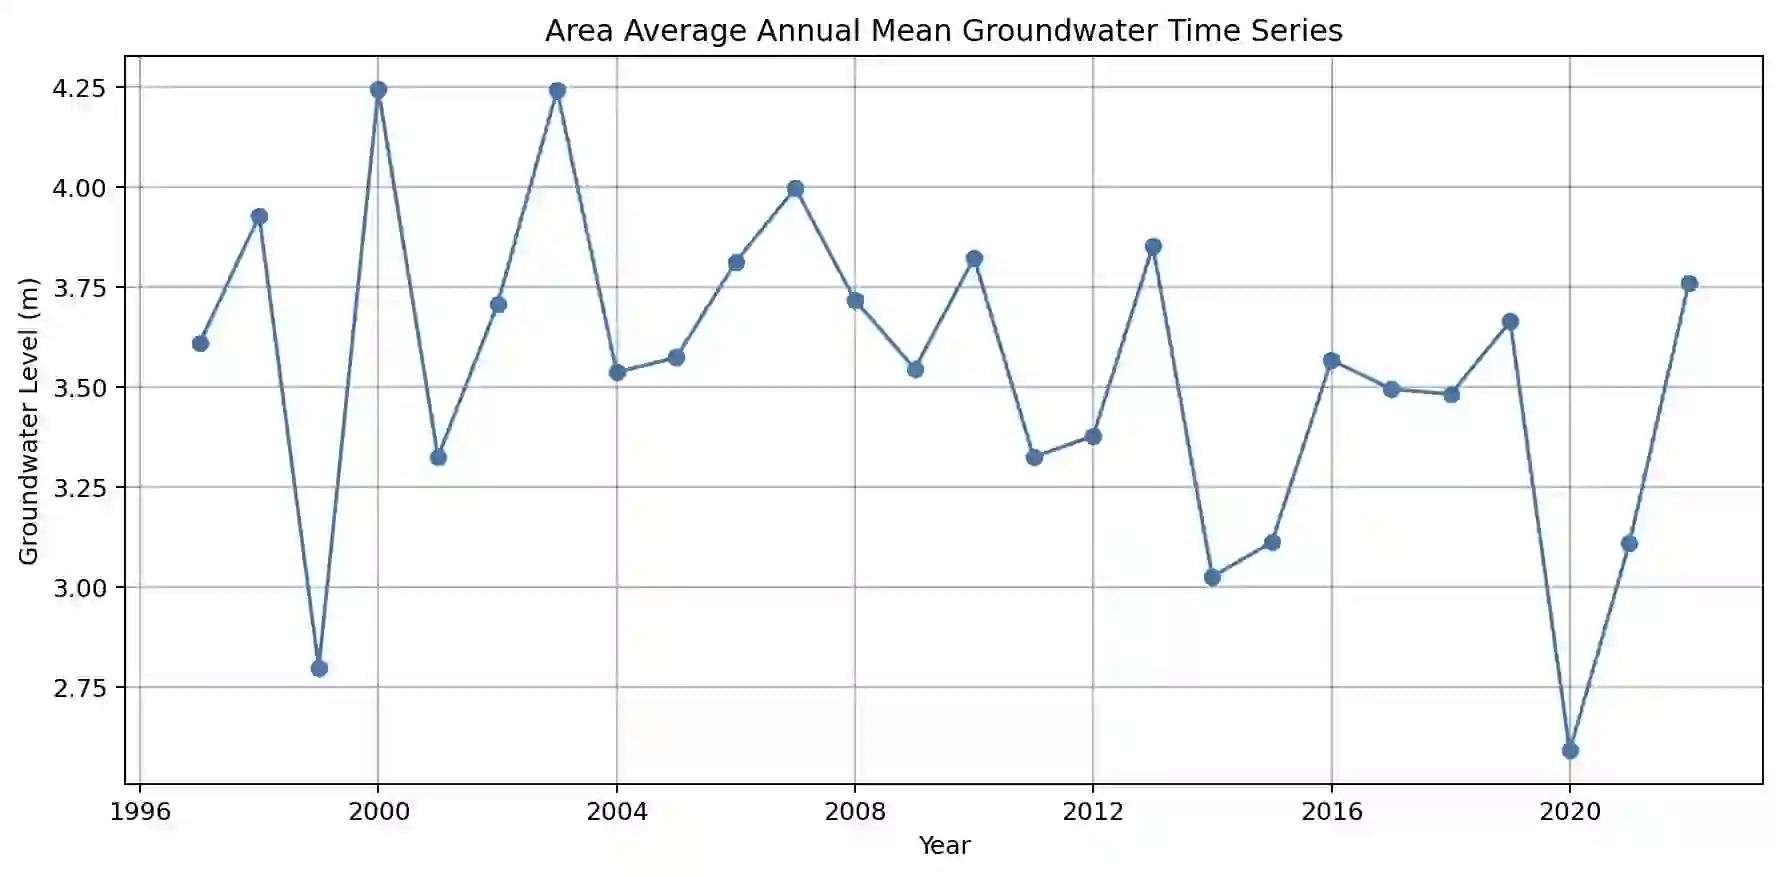 Area Average Annual Mean Groundwater Time Series
Groundwater Level (m)
4.25
4.00
3.75
3.50
3.25
3.00
2.75
1996 2000 2004 2008 2012 2016 2020
Year